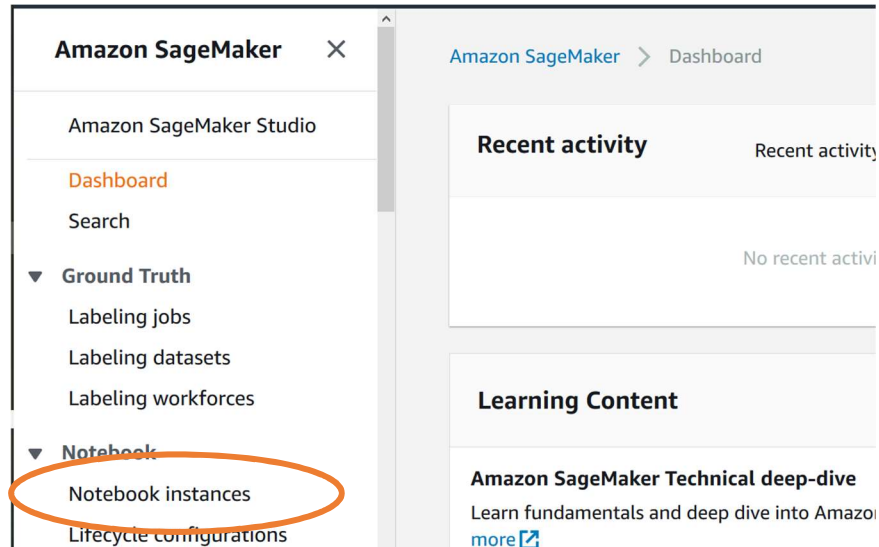 Amazon SageMaker
Amazon SageMaker Studio
Dashboard
Search
Ground Truth
Labeling jobs
Labeling datasets
Labeling workforces
Notebook
Notebook instances
Lifecycle configurations
Amazon SageMaker > Dashboard
Recent activity
Recent activity
No recent activi
Learning Content
Amazon SageMaker Technical deep-dive
Learn fundamentals and deep dive into Amazon
more